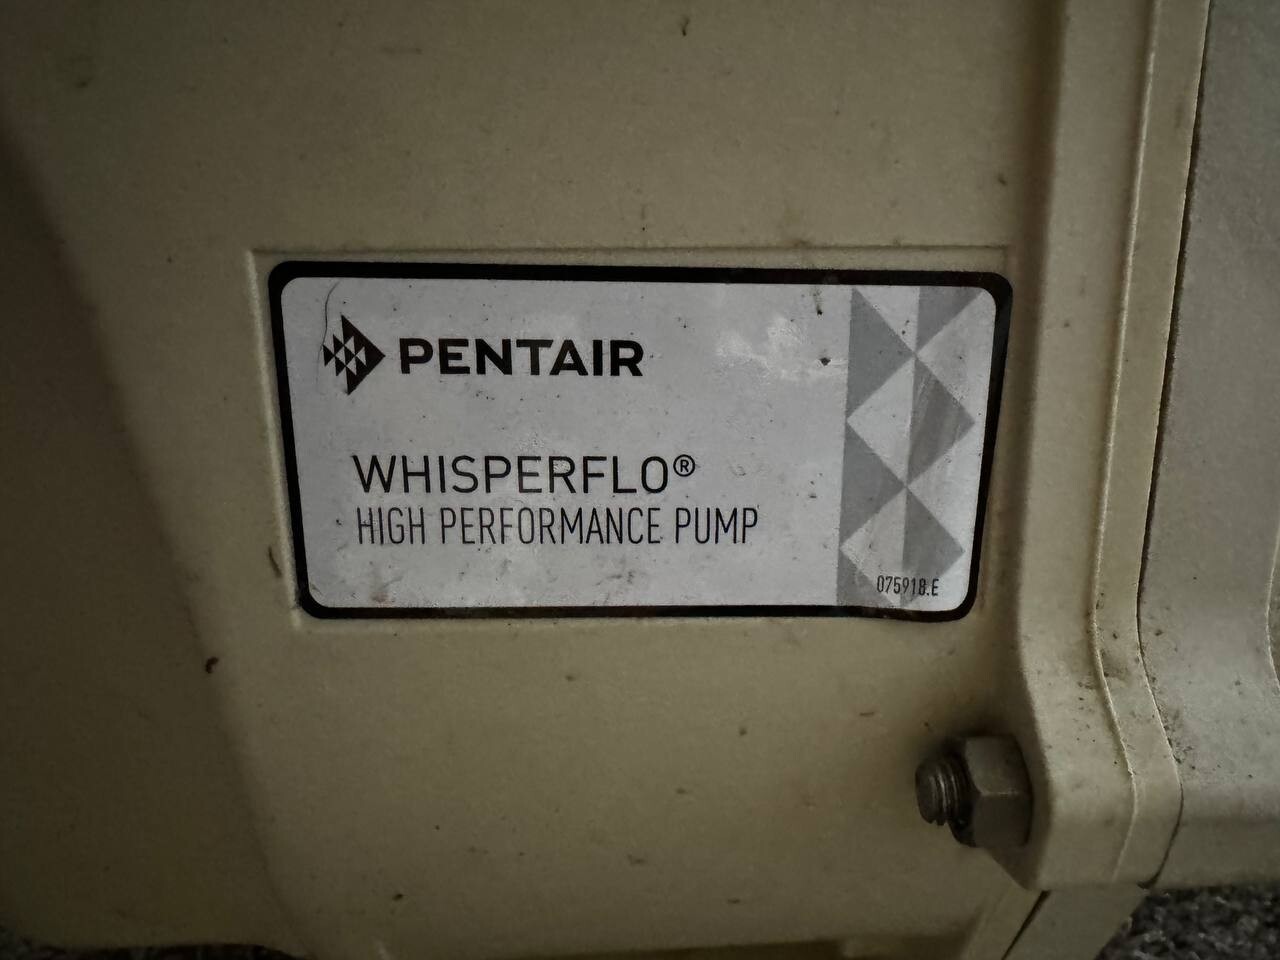 PENTAIR
WHISPERFLO®
HIGH PERFORMANCE PUMP
075918.E